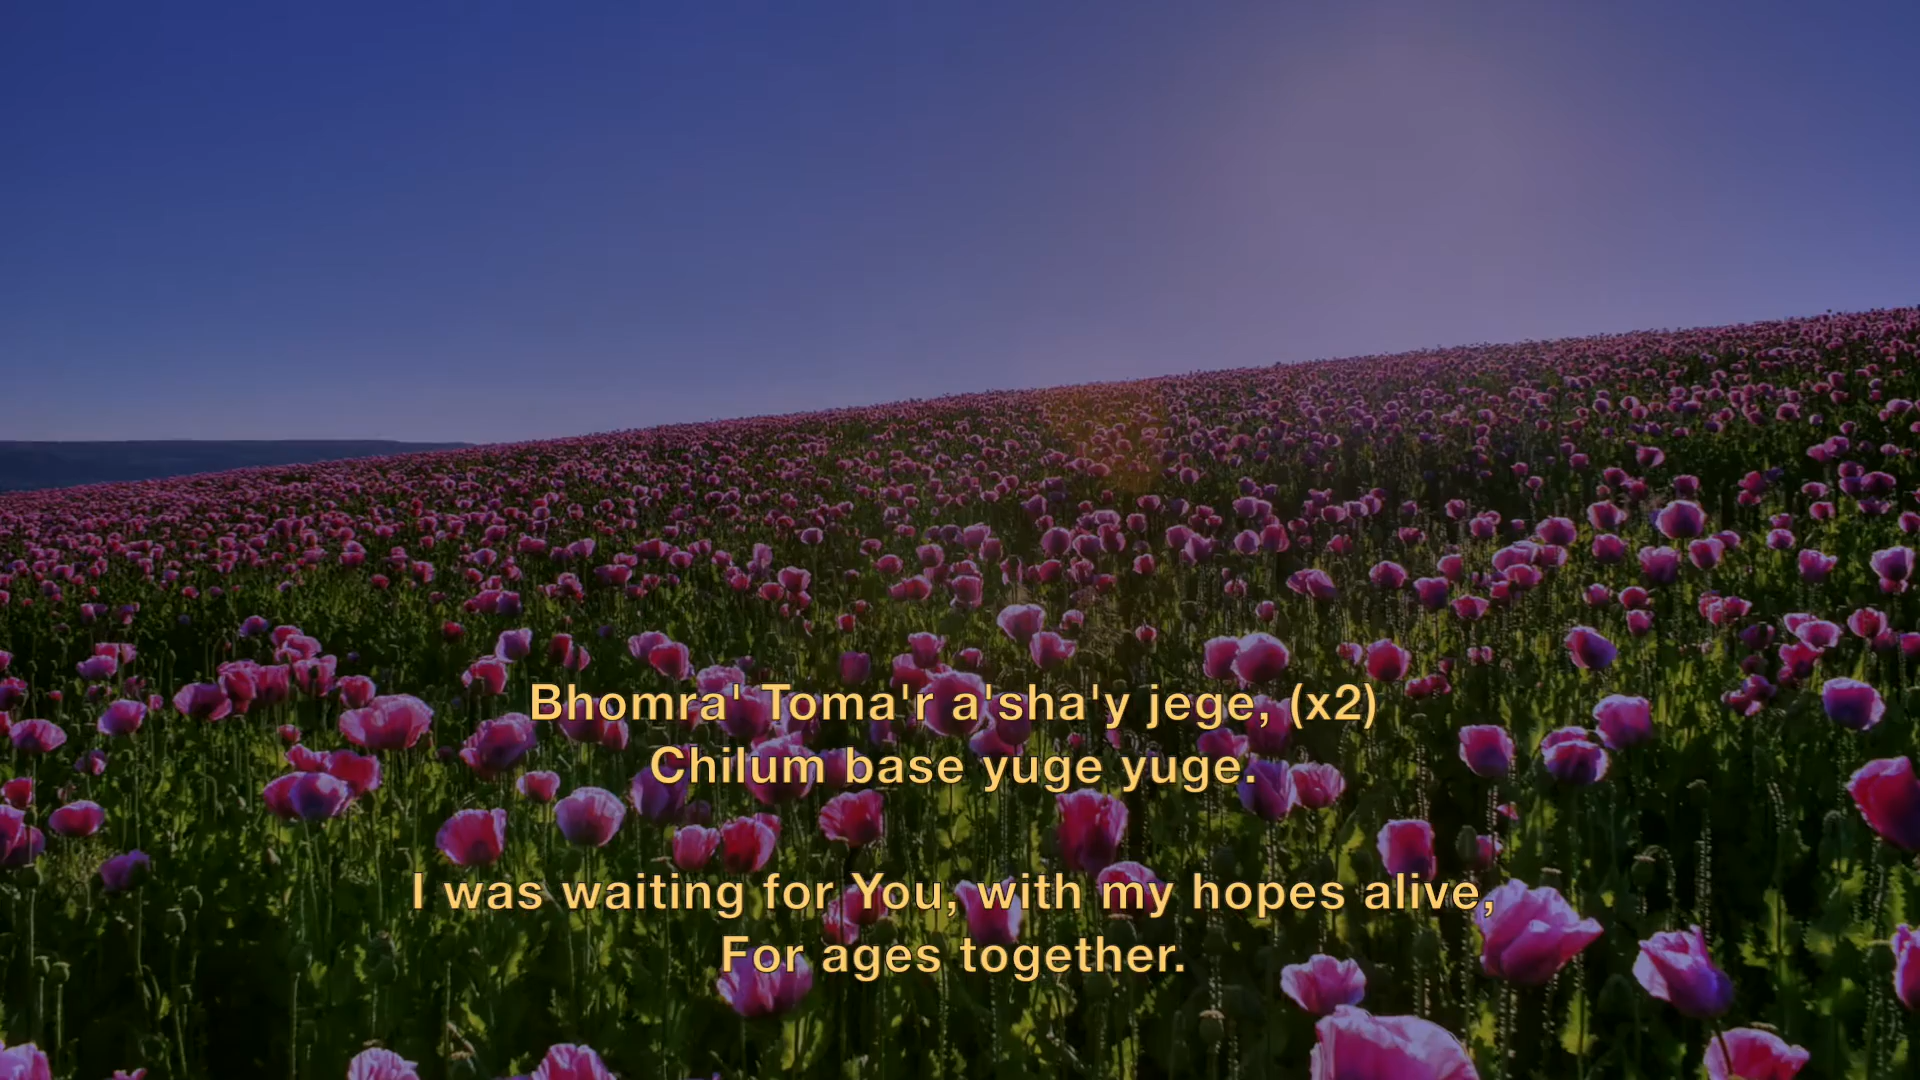 Bhomra' Toma'r a'sha'y jege, (x2)
Chilum base yuge yuge.
I was waiting for You, with my hopes alive,
For ages together.